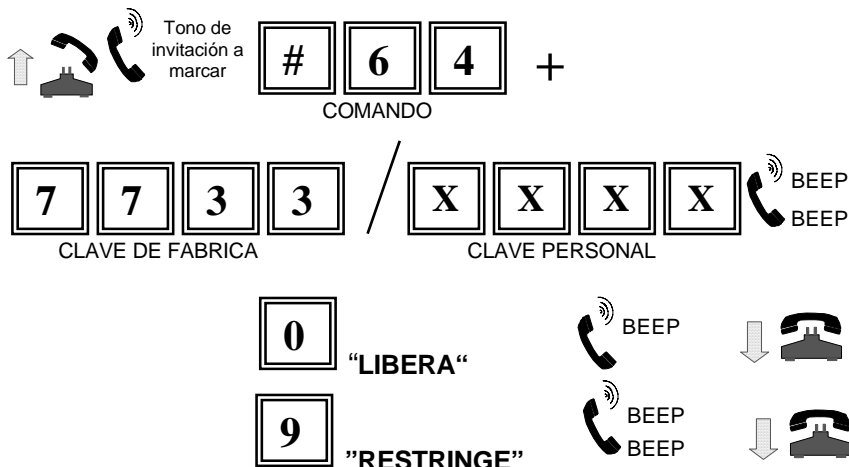 Tono de
invitación a
marcar
# 6 4 +
COMANDO
7 7 3 3 / X X X X BEEP
BEEP
CLAVE DE FABRICA CLAVE PERSONAL
0 “LIBERA“ BEEP
9 ”RESTRINGE” BEEP
BEEP